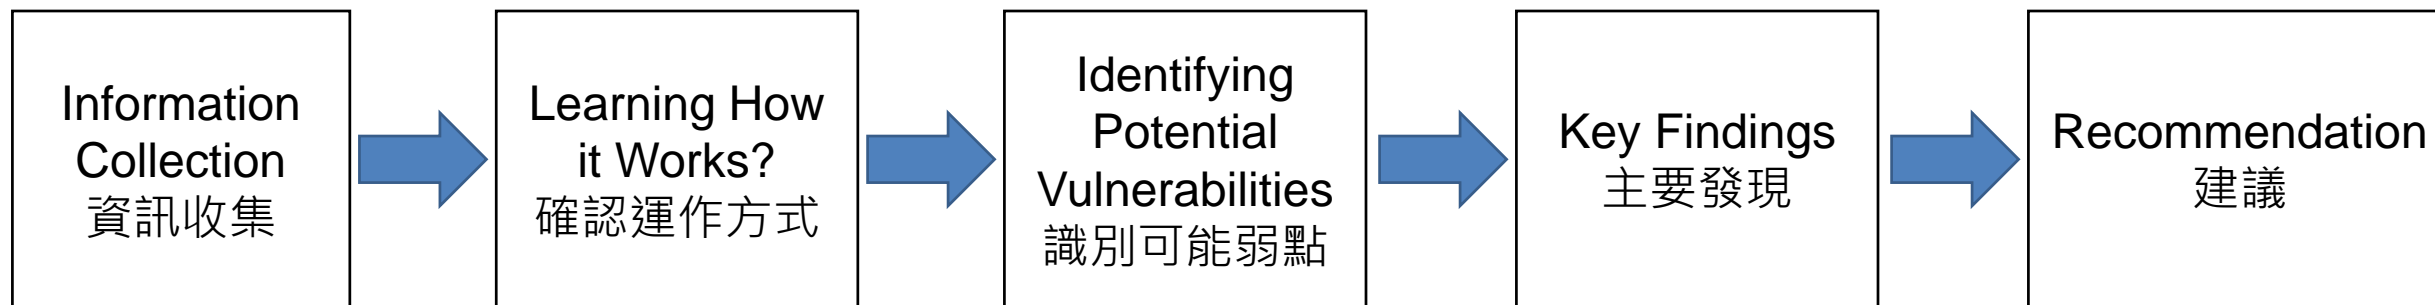 Information
Collection
資訊收集
Learning How
it Works?
確認運作方式
Identifying
Potential
Vulnerabilities
識別可能弱點
Key Findings
主要發現
Recommendation
建議